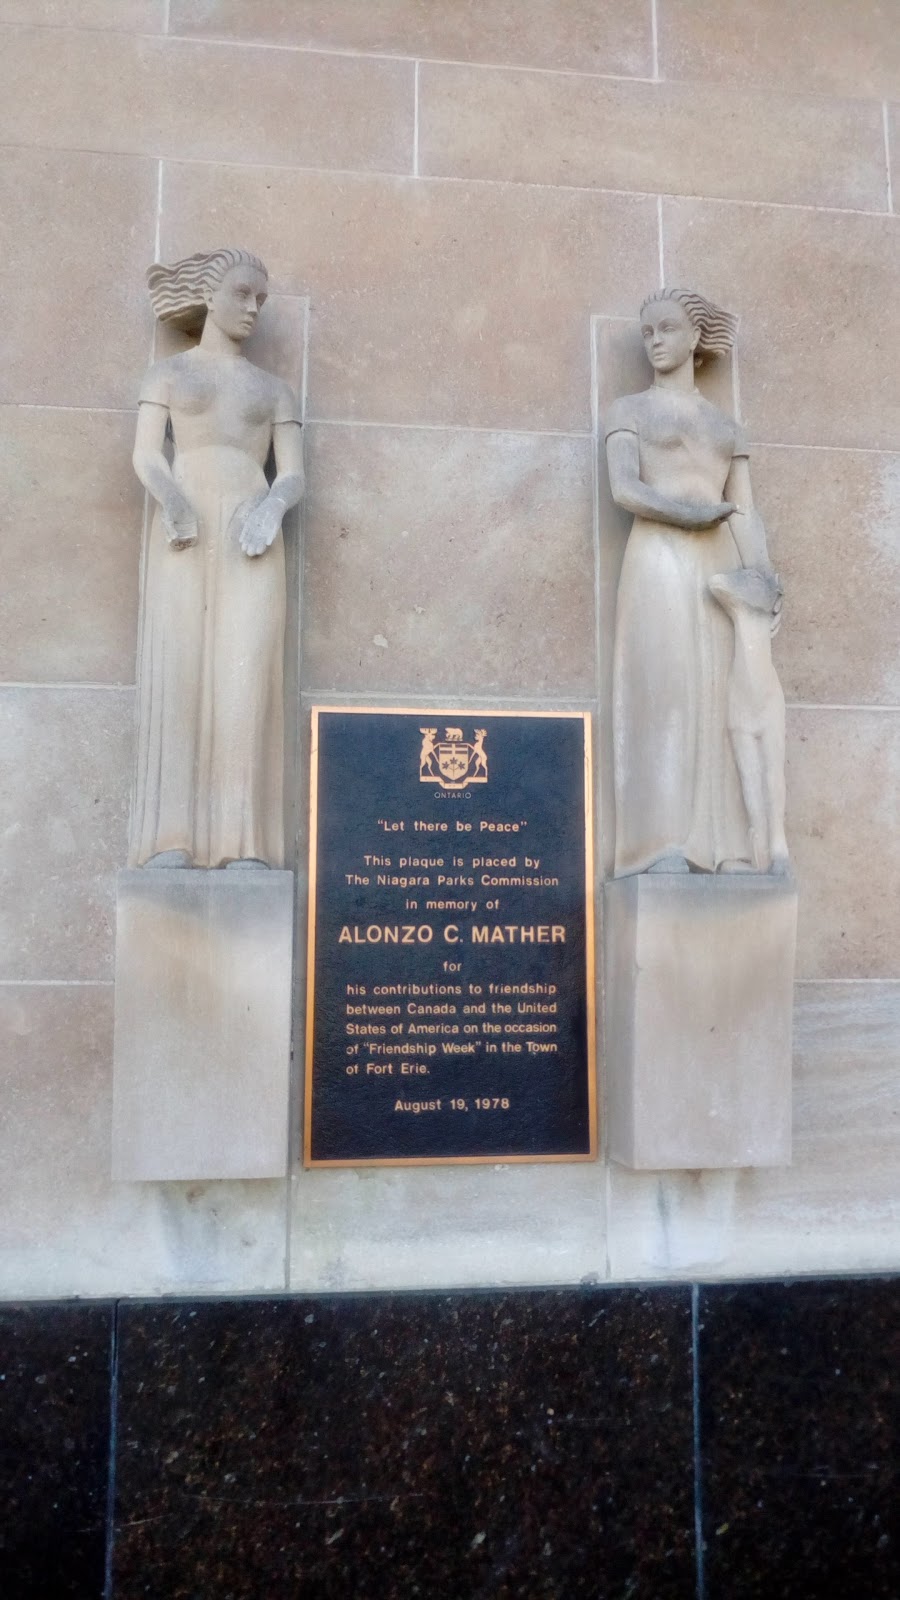 ONTARIO
"Let there be Peace"
This plaque is placed by
The Niagara Parks Commission
in memory of
ALONZO C. MATHER
for
his contributions to friendship
between Canada and the United
States of America on the occasion
of "Friendship Week" in the Town
of Fort Erie.
August 19, 1978